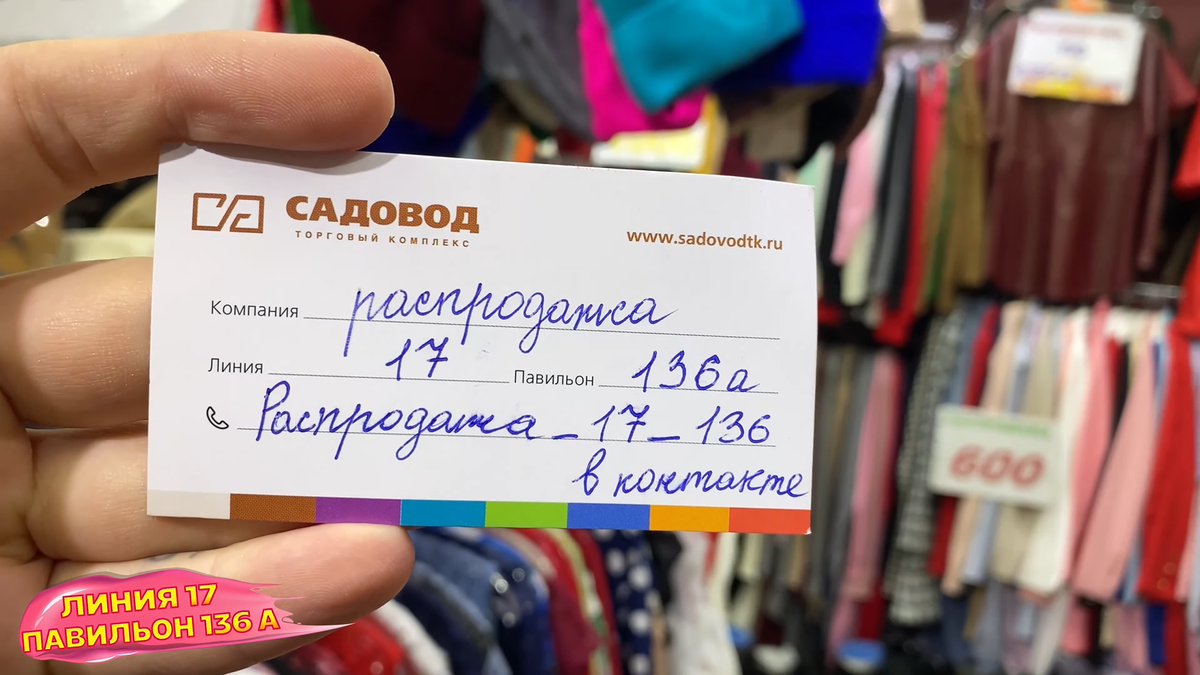 САДОВОД
ТОРГОВЫЙ КОМПЛЕКС
www.sadovodtk.ru
Компания распродажа
Линия 17 Павильон 136а
Распродажа_17_136
в контакте
600
ЛИНИЯ 17
ПАВИЛЬОН 136 А